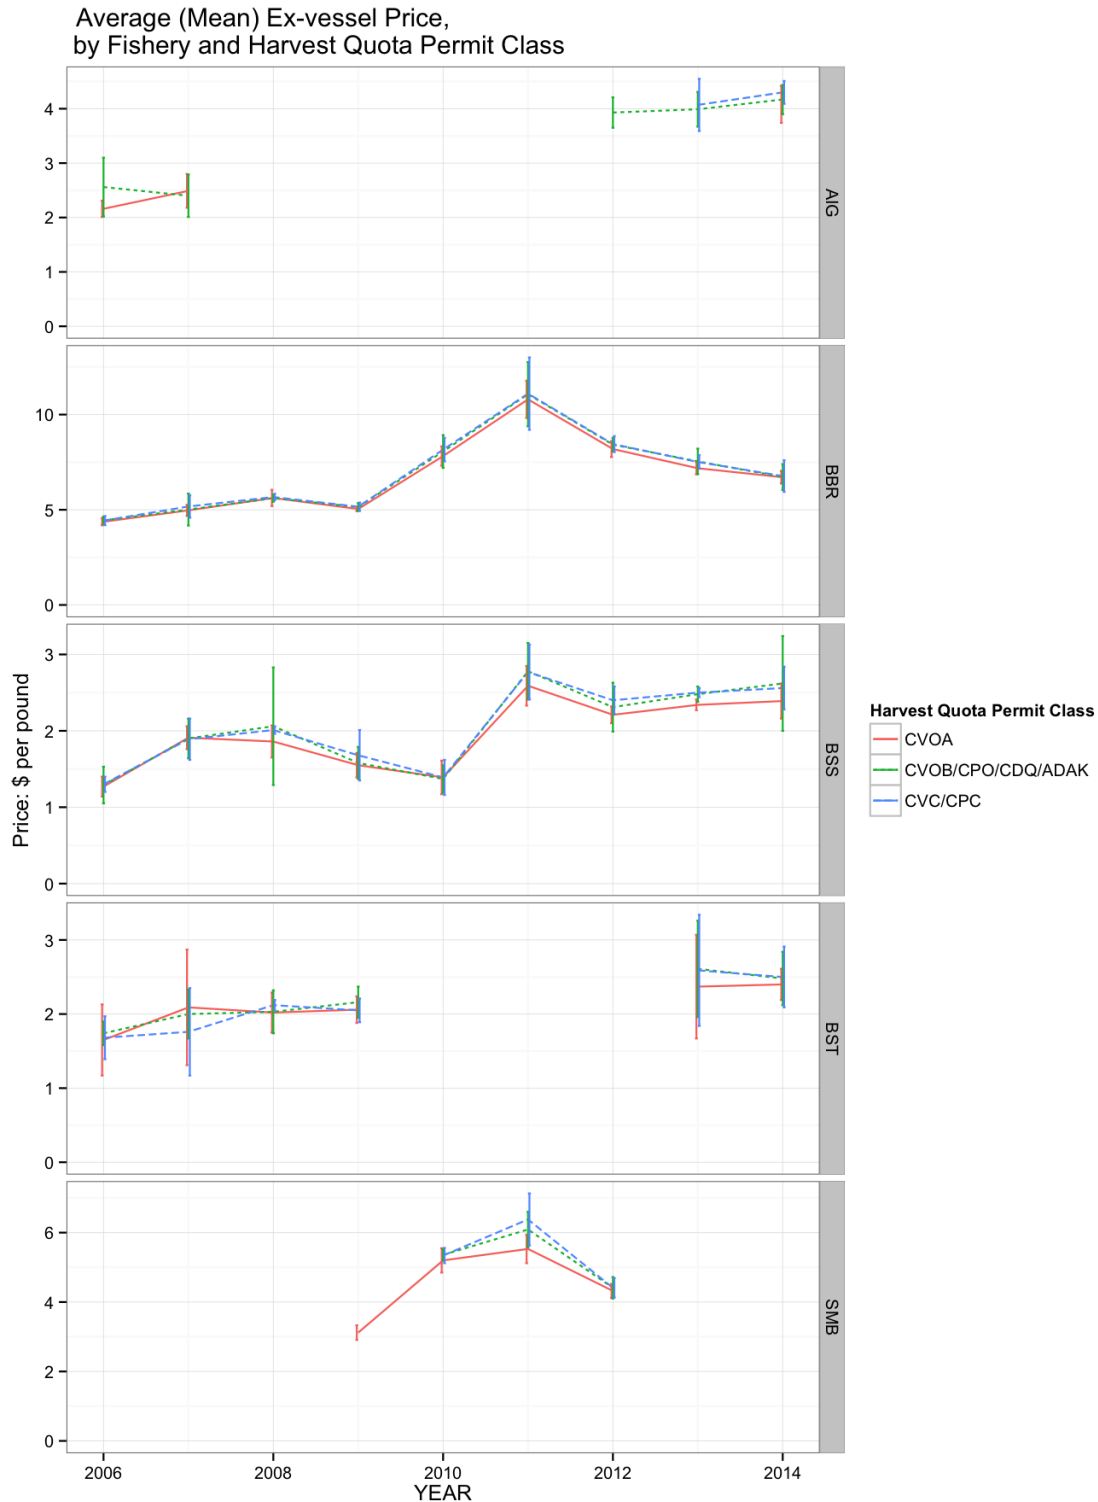 Average (Mean) Ex-vessel Price,
by Fishery and Harvest Quota Permit Class
Price: $ per pound
4
3
2
1
0
AIG
10
5
0
BBR
3
2
1
0
BSS
3
2
1
0
BST
6
4
2
0
SMB
2006 2008 2010 2012 2014
YEAR
Harvest Quota Permit Class
CVOA
CVOB/CPO/CDQ/ADAK
CVC/CPC